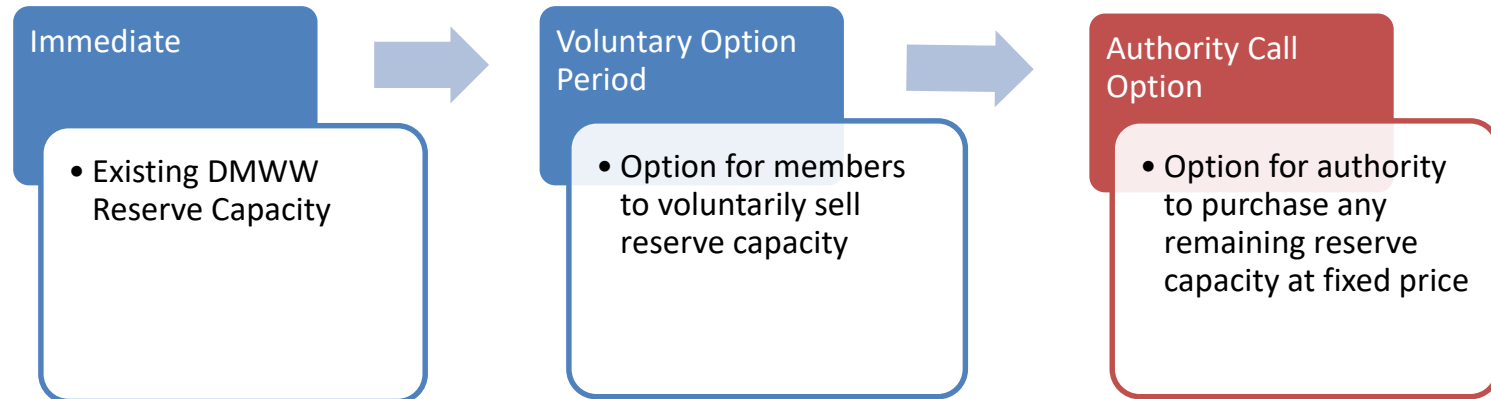 Immediate
• Existing DMWW
Reserve Capacity
Voluntary Option
Period
• Option for members
to voluntarily sell
reserve capacity
Authority Call
Option
• Option for authority
to purchase any
remaining reserve
capacity at fixed price